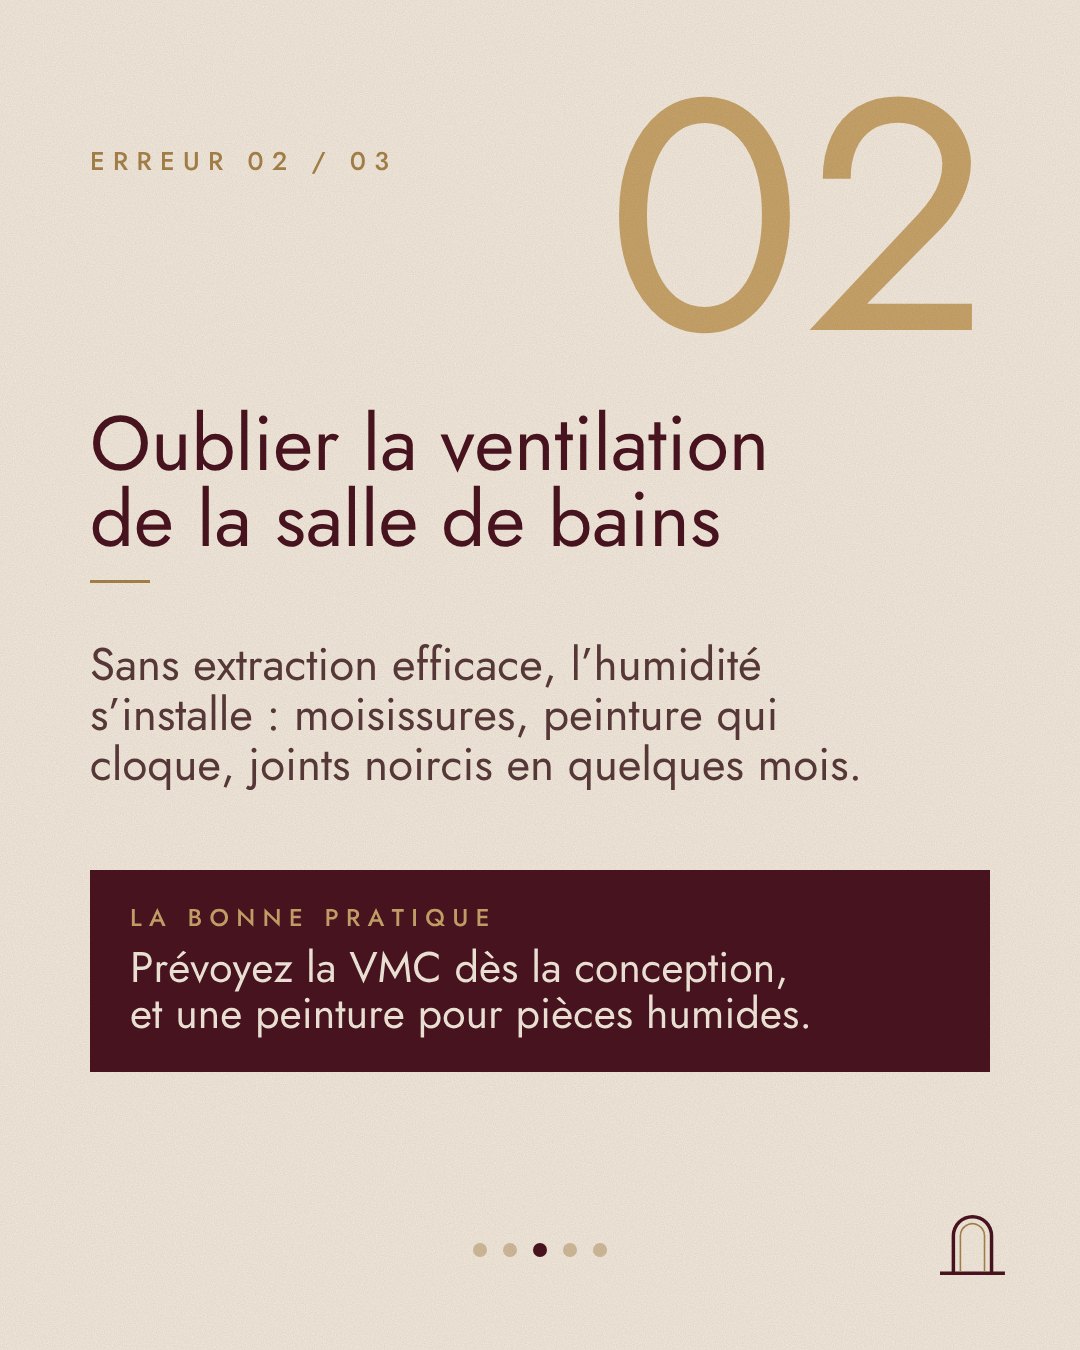 ERREUR 02 / 03
02
Oublier la ventilation
de la salle de bains
Sans extraction efficace, l’humidité
s’installe : moisissures, peinture qui
cloque, joints noircis en quelques mois.
LA BONNE PRATIQUE
Prévoyez la VMC dès la conception,
et une peinture pour pièces humides.